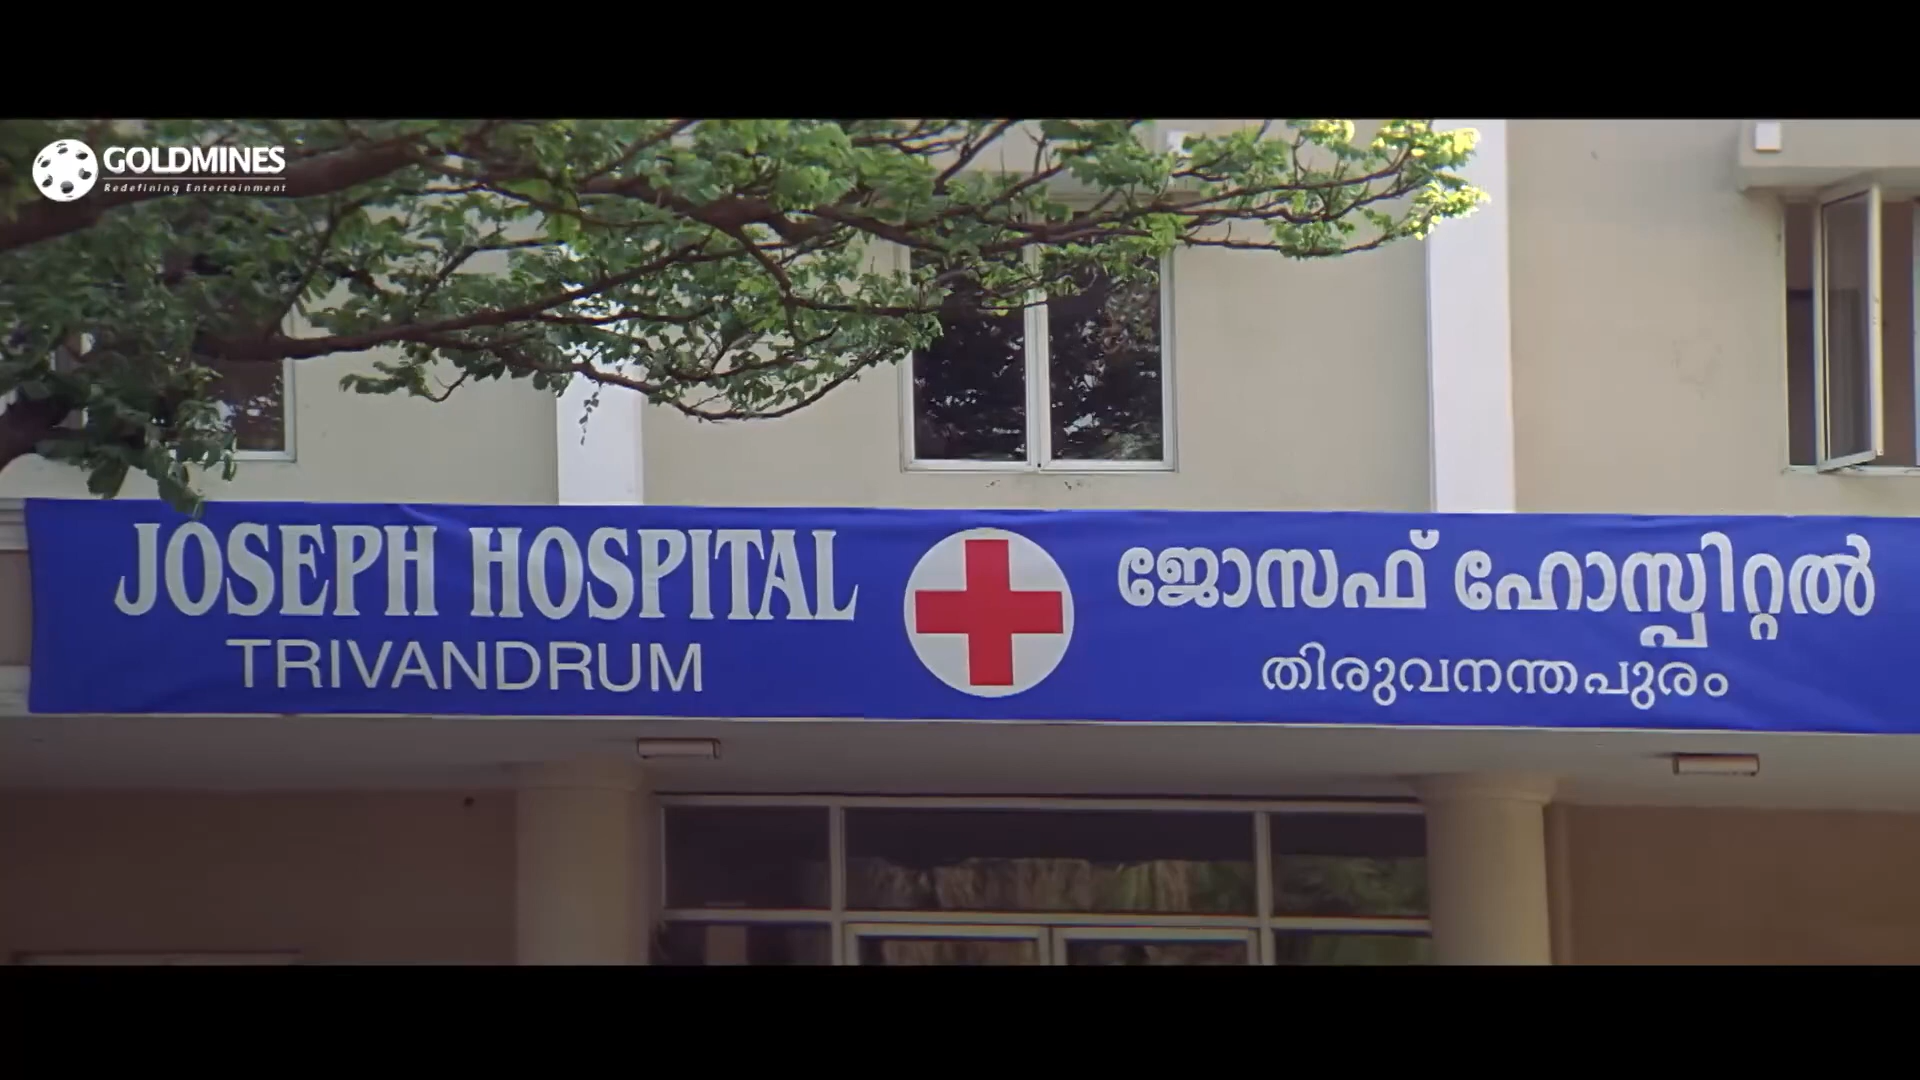 GOLDMINES
Redefining Entertainment
JOSEPH HOSPITAL
TRIVANDRUM
ജോസഫ് ഹോസ്പിറ്റൽ
തിരുവനന്തപുരം